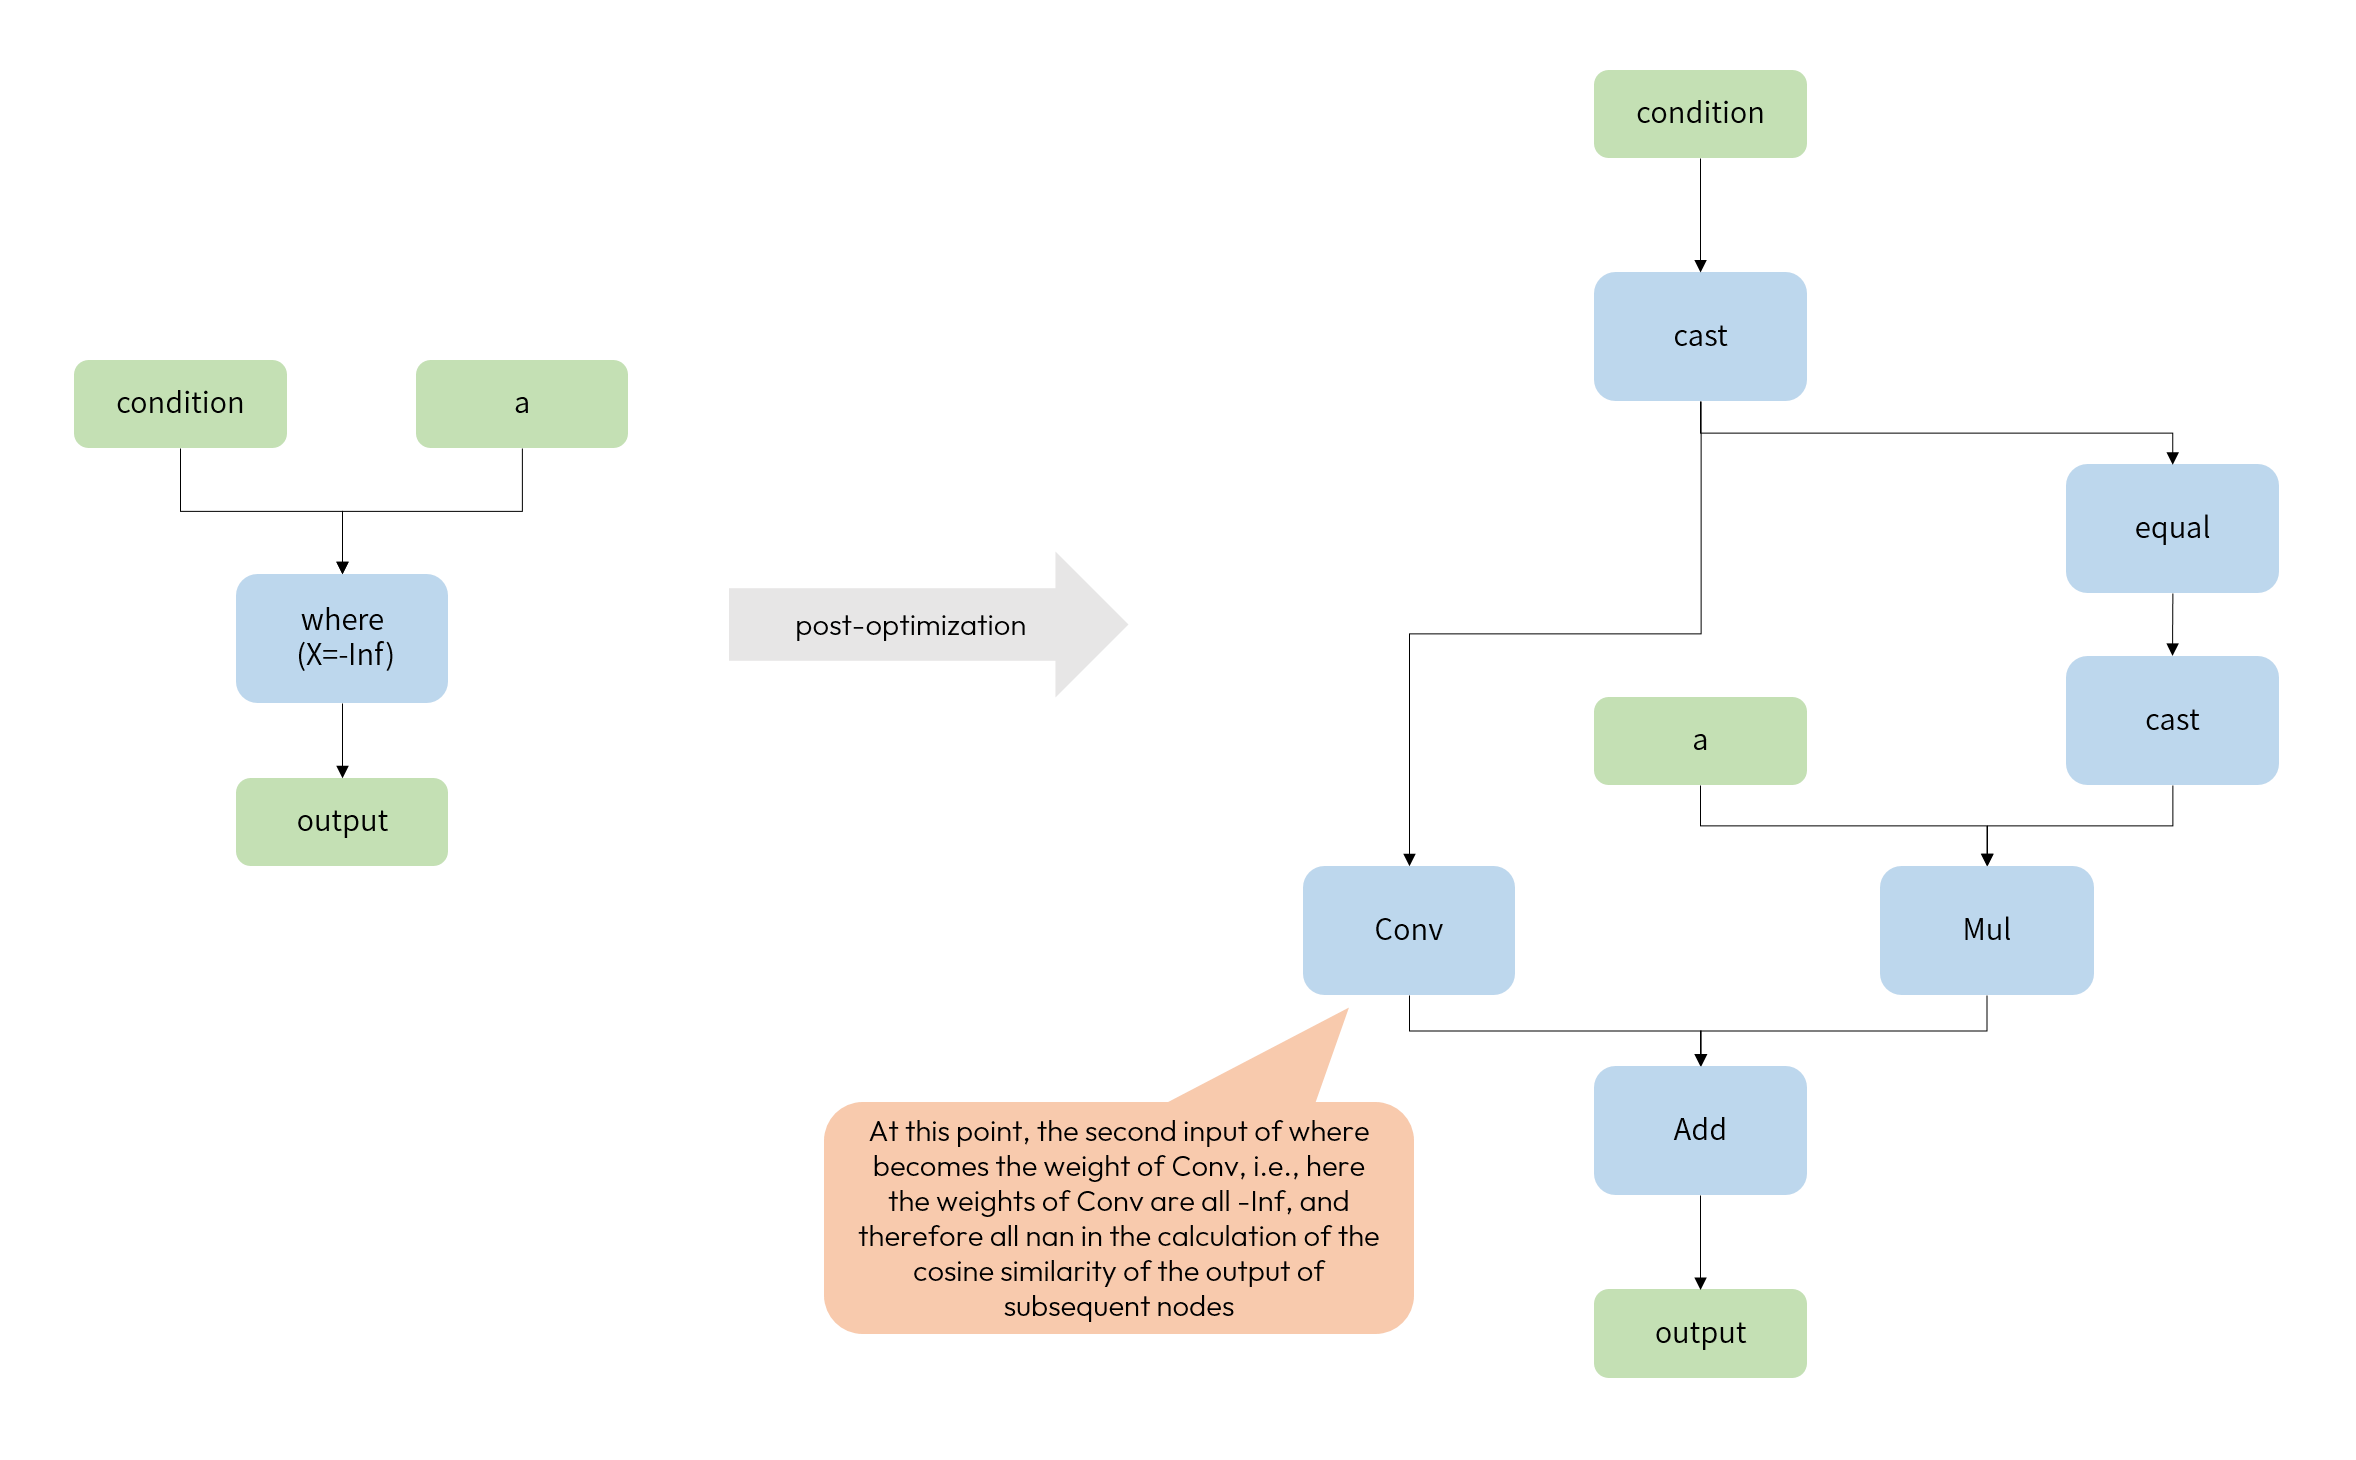 condition
a
where
(X=-Inf)
output
post-optimization
condition
cast
equal
cast
a
Conv
Mul
At this point, the second input of where
becomes the weight of Conv, i.e., here
the weights of Conv are all -Inf, and
therefore all nan in the calculation of the
cosine similarity of the output of
subsequent nodes
Add
output